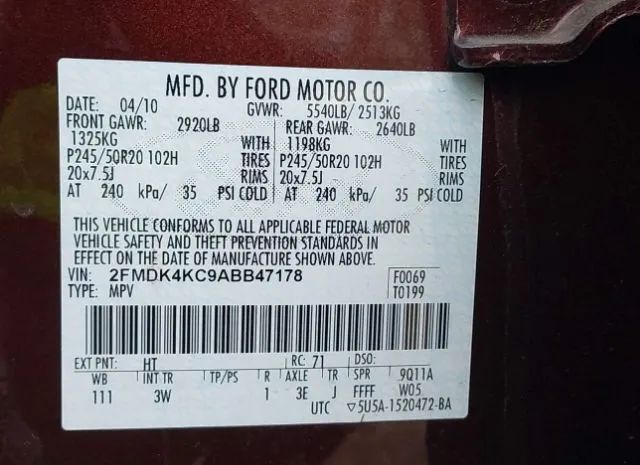 MFD. BY FORD MOTOR CO.
DATE: 04/10 GVWR: 5540LB/ 2513KG
FRONT GAWR: 2920LB REAR GAWR: 2640LB
1325KG WITH 1198KG WITH
P245/50R20 102H TIRES P245/50R20 102H TIRES
20x7.5J RIMS 20x7.5J RIMS
AT 240 kPa/ 35 PSI COLD AT 240 kPa/ 35 PSI COLD
THIS VEHICLE CONFORMS TO ALL APPLICABLE FEDERAL MOTOR
VEHICLE SAFETY AND THEFT PREVENTION STANDARDS IN
EFFECT ON THE DATE OF MANUFACTURE SHOWN ABOVE.
VIN: 2FMDK4KC9ABB47178 F0069
TYPE: MPV T0199
EXT PNT: HT RC: 71 DSO:
WB INT TR TP/PS R AXLE TR SPR 9Q11A
111 3W 1 3E J FFFF W05
UTC ▽5U5A-1520472-BA